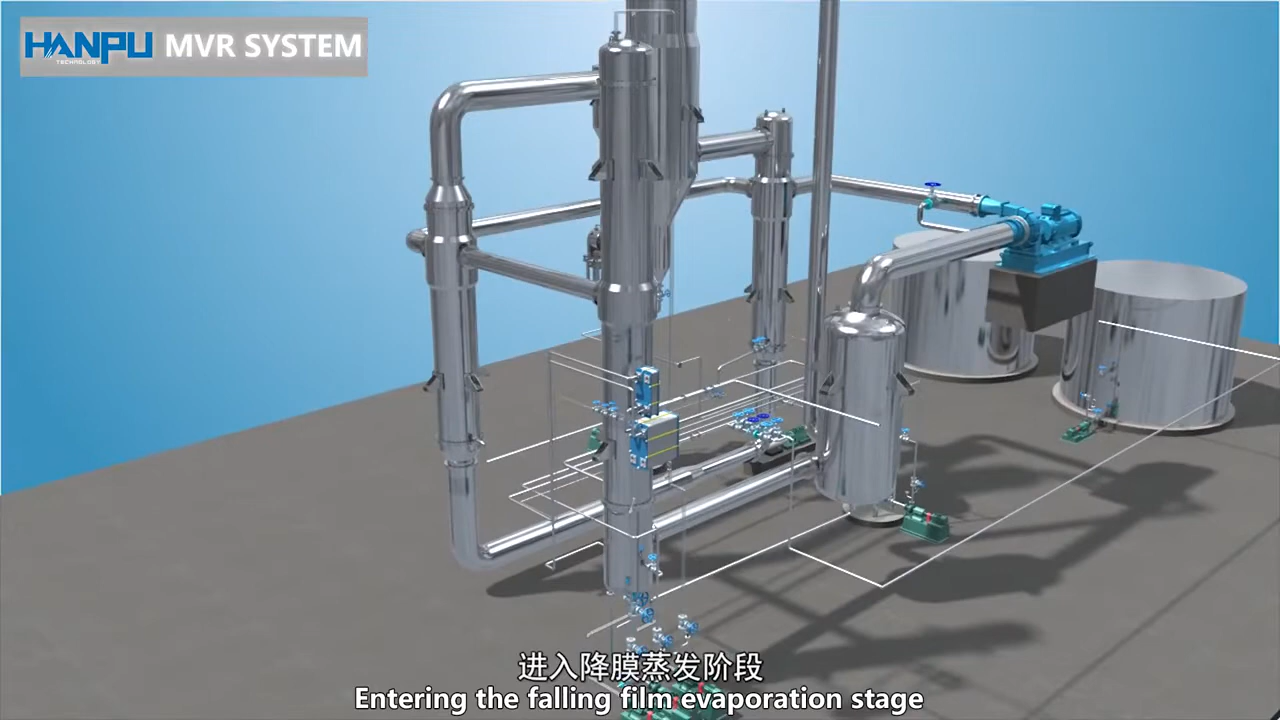 HANPU MVR SYSTEM
TECHNOLOGY
进入降膜蒸发阶段
Entering the falling film evaporation stage